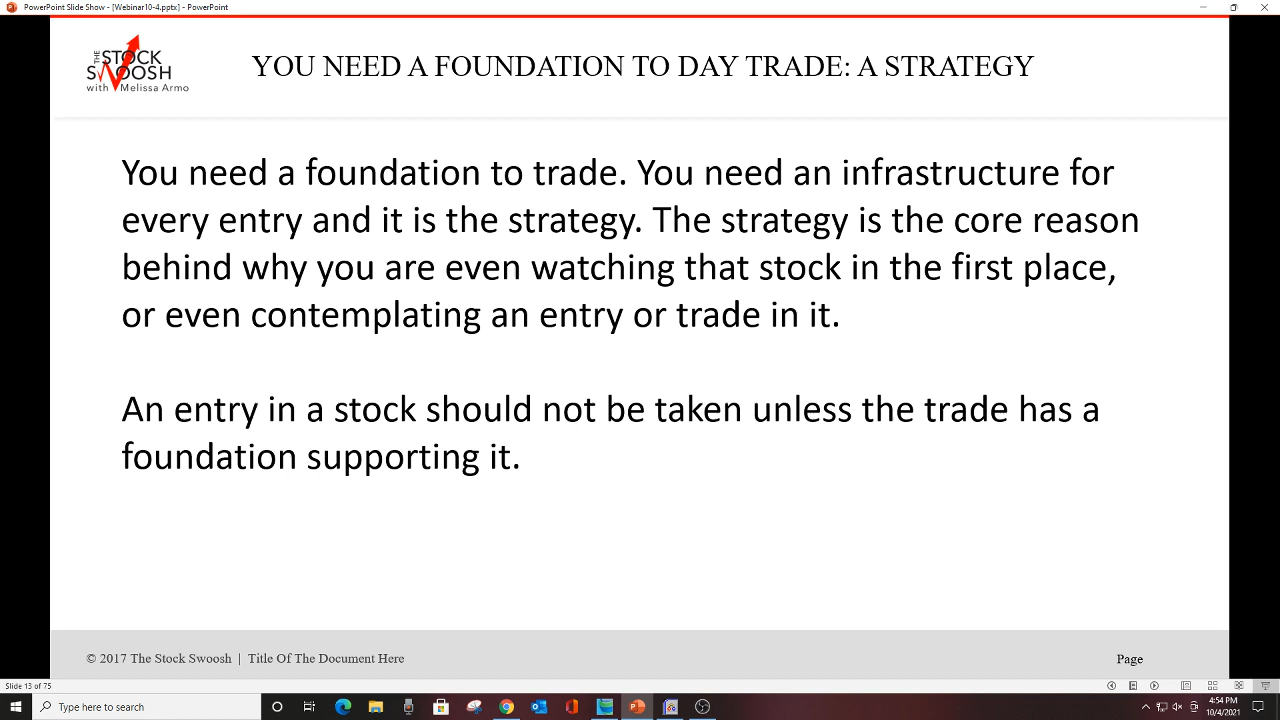 PowerPoint Slide Show - [Webinar10-4.pptx] - PowerPoint
THE STOCK
SWOOSH
with Melissa Armo
YOU NEED A FOUNDATION TO DAY TRADE: A STRATEGY
You need a foundation to trade. You need an infrastructure for
every entry and it is the strategy. The strategy is the core reason
behind why you are even watching that stock in the first place,
or even contemplating an entry or trade in it.
An entry in a stock should not be taken unless the trade has a
foundation supporting it.
© 2017 The Stock Swoosh | Title Of The Document Here
Page
Slide 13 of 75
Type here to search
4:54 PM
10/4/2021